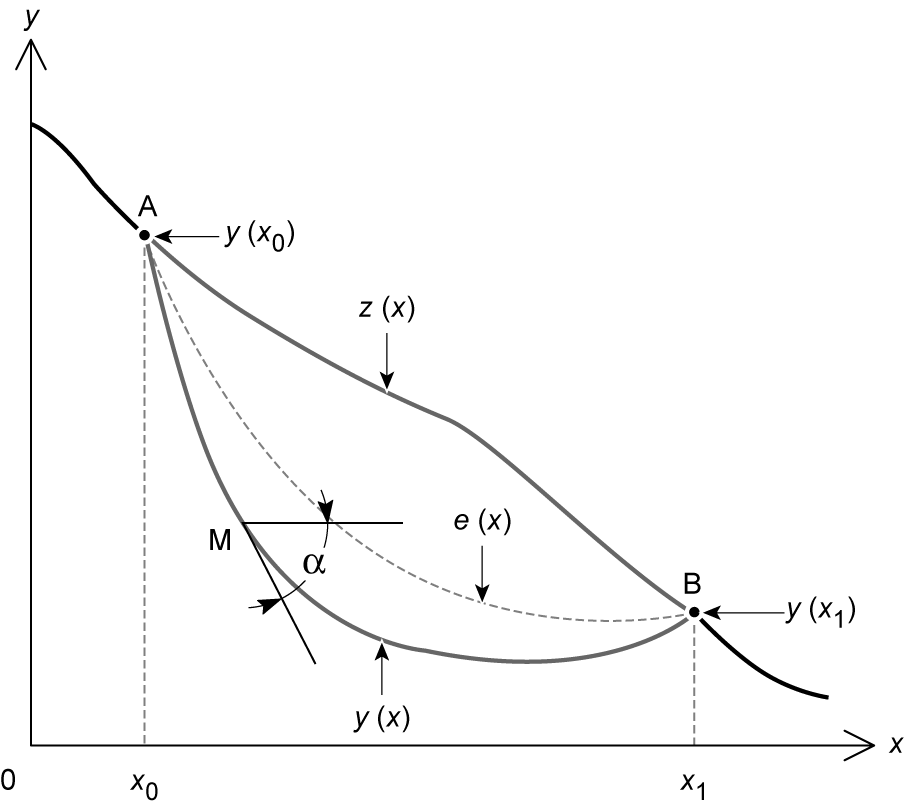 y
A
y (x₀)
z (x)
e (x)
M
α
B
y (x₁)
y (x)
x
0
x₀
x₁